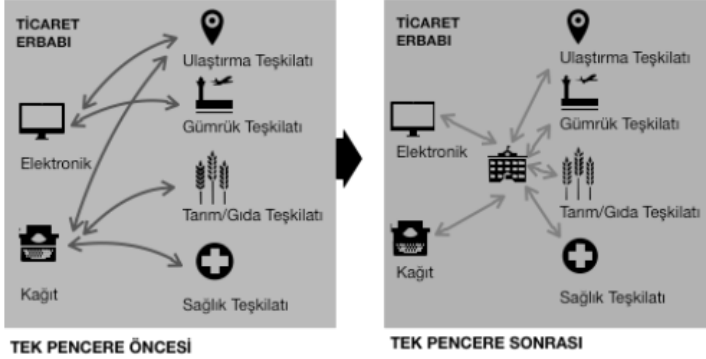 TİCARET
ERBABI
Ulaştırma Teşkilatı
Gümrük Teşkilatı
Elektronik
Tarım/Gıda Teşkilatı
Kağıt
Sağlık Teşkilatı
TEK PENCERE ÖNCESİ
TİCARET
ERBABI
Ulaştırma Teşkilatı
Gümrük Teşkilatı
Elektronik
Tarım/Gıda Teşkilatı
Kağıt
Sağlık Teşkilatı
TEK PENCERE SONRASI